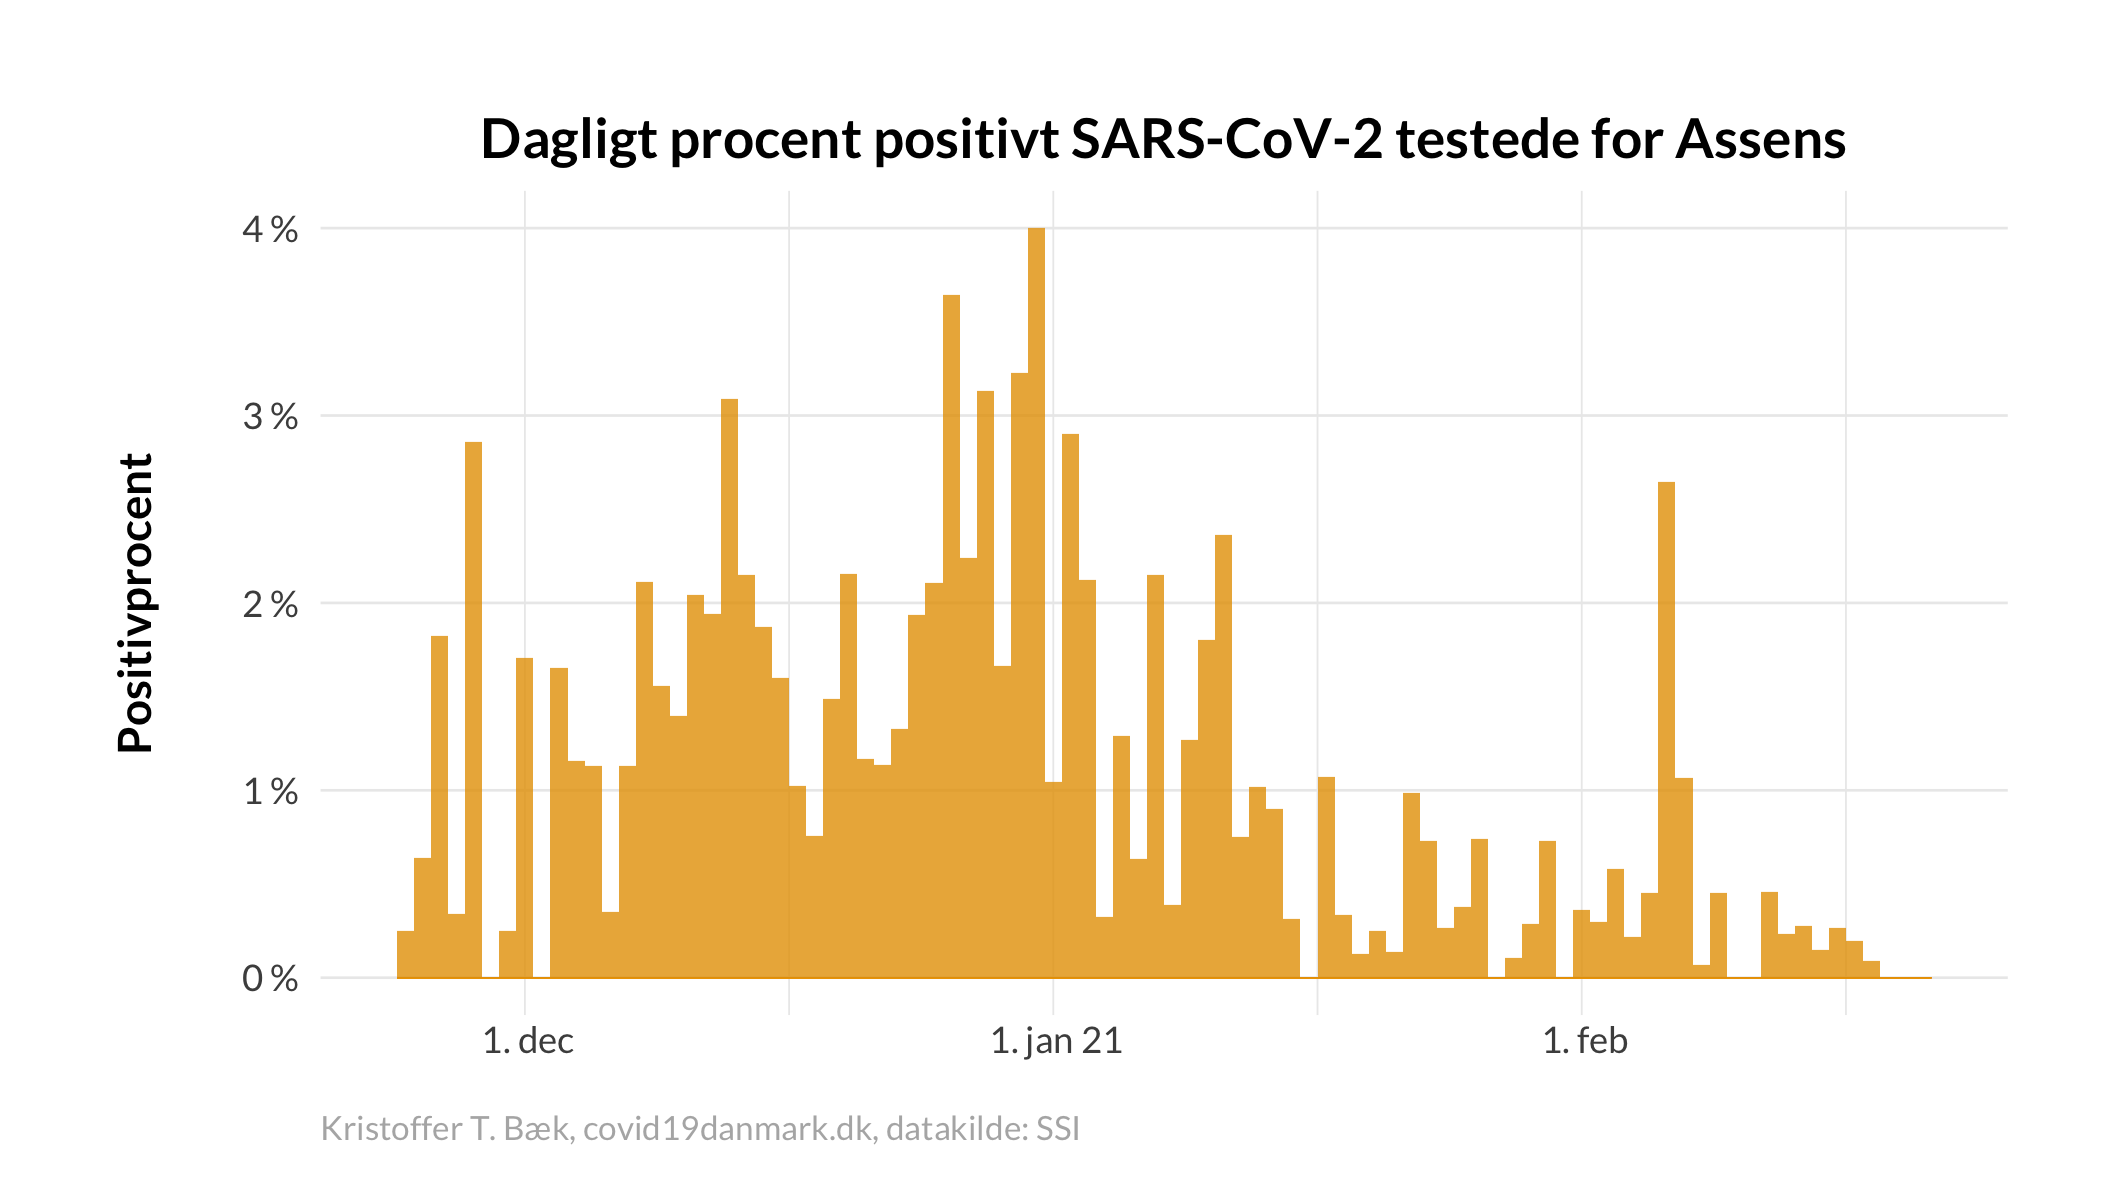 Dagligt procent positivt SARS-CoV-2 testede for Assens
Positivprocent
4 %
3 %
2 %
1 %
0 %
1. dec
1. jan 21
1. feb
Kristoffer T. Bæk, covid19danmark.dk, datakilde: SSI